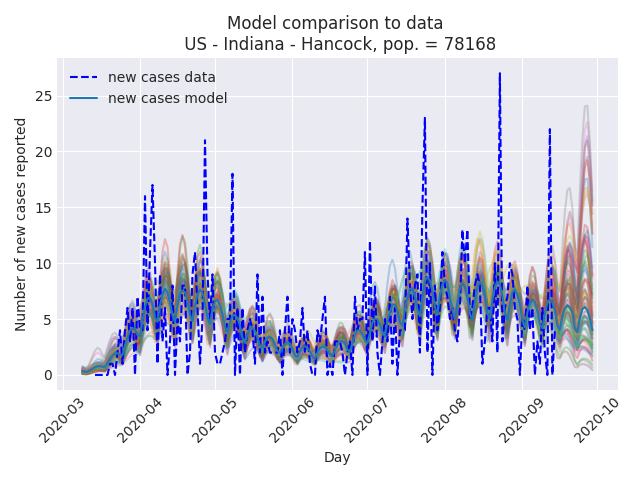 Model comparison to data
US - Indiana - Hancock, pop. = 78168
new cases data
new cases model
Number of new cases reported
25
20
15
10
5
0
2020-03
2020-04
2020-05
2020-06
2020-07
2020-08
2020-09
2020-10
Day